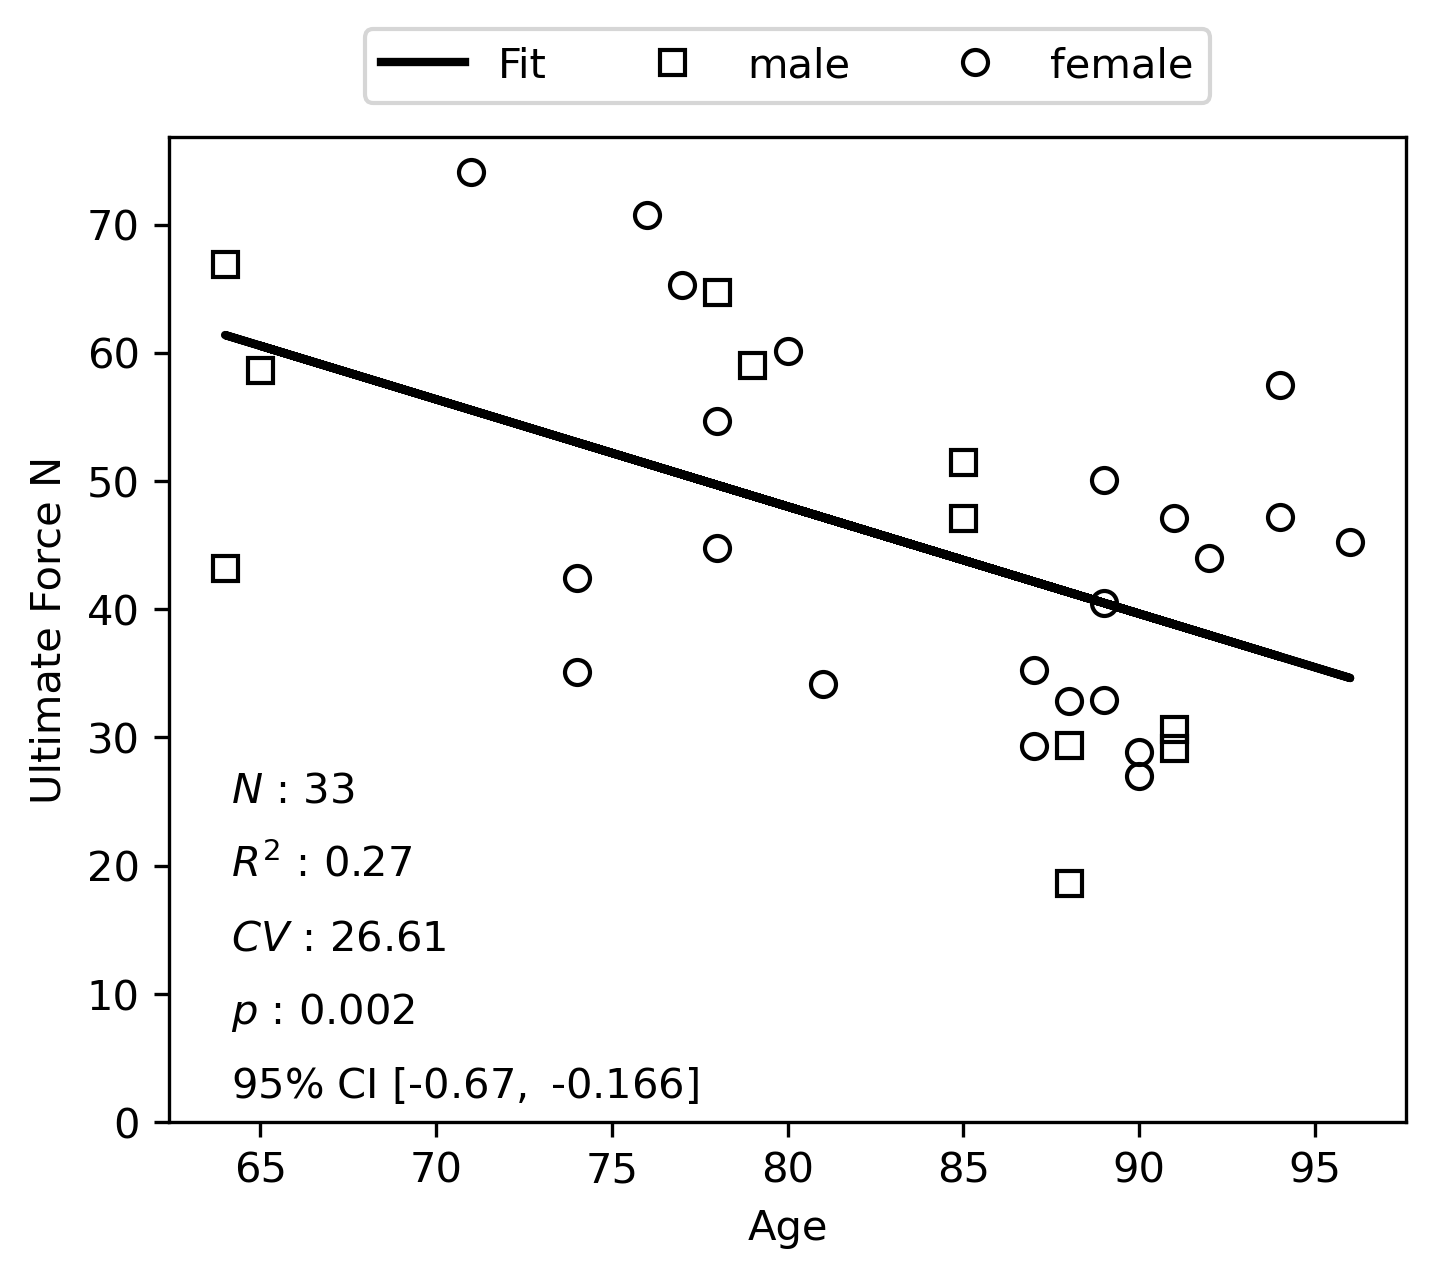 Fit male female
70
60
50
40
30
20
10
0
Ultimate Force N
N : 33
R² : 0.27
CV : 26.61
p : 0.002
95% CI [-0.67, -0.166]
65 70 75 80 85 90 95
Age